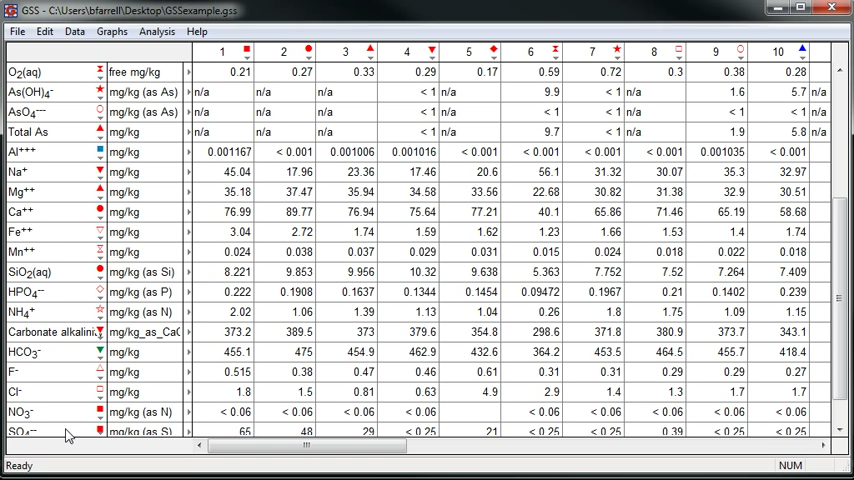 GSS - C:\Users\bfarrell\Desktop\GSSexample.gss
File Edit Data Graphs Analysis Help
1 2 3 4 5 6 7 8 9 10
O2(aq) free mg/kg 0.21 0.27 0.33 0.29 0.17 0.59 0.72 0.3 0.38 0.28
As(OH)4- mg/kg (as As) n/a n/a n/a < 1 n/a 9.9 < 1 n/a 1.6 5.7 n/a
AsO4--- mg/kg (as As) n/a n/a n/a < 1 n/a < 1 < 1 n/a < 1 < 1 n/a
Total As mg/kg n/a n/a n/a < 1 n/a 9.7 < 1 n/a 1.9 5.8 n/a
Al+++ mg/kg 0.001167 < 0.001 0.001006 0.001016 < 0.001 < 0.001 < 0.001 < 0.001 0.001035 < 0.001
Na+ mg/kg 45.04 17.96 23.36 17.46 20.6 56.1 31.32 30.07 35.3 32.97
Mg++ mg/kg 35.18 37.47 35.94 34.58 33.56 22.68 30.82 31.38 32.9 30.51
Ca++ mg/kg 76.99 89.77 76.94 75.64 77.21 40.1 65.86 71.46 65.19 58.68
Fe++ mg/kg 3.04 2.72 1.74 1.59 1.62 1.23 1.66 1.53 1.4 1.74
Mn++ mg/kg 0.024 0.038 0.037 0.029 0.031 0.015 0.024 0.018 0.022 0.018
SiO2(aq) mg/kg (as Si) 8.221 9.853 9.956 10.32 9.638 5.363 7.752 7.52 7.264 7.409
HPO4-- mg/kg (as P) 0.222 0.1908 0.1637 0.1344 0.1454 0.09472 0.1967 0.21 0.1402 0.239
NH4+ mg/kg (as N) 2.02 1.06 1.39 1.13 1.04 0.26 1.8 1.75 1.09 1.15
Carbonate alkalini mg/kg_as_CaC 373.2 389.5 373 379.6 354.8 298.6 371.8 380.9 373.7 343.1
HCO3- mg/kg 455.1 475 454.9 462.9 432.6 364.2 453.5 464.5 455.7 418.4
F- mg/kg 0.515 0.38 0.47 0.46 0.61 0.31 0.31 0.29 0.29 0.27
Cl- mg/kg 1.8 1.5 0.81 0.63 4.9 2.9 1.4 1.3 1.7 1.7
NO3- mg/kg (as N) < 0.06 < 0.06 < 0.06 < 0.06 < 0.06 < 0.06 < 0.06 < 0.06 < 0.06
SO4-- mg/kg (as S) 65 48 29 < 0.25 21 < 0.25 < 0.25 0.39 < 0.25 < 0.25
Ready NUM